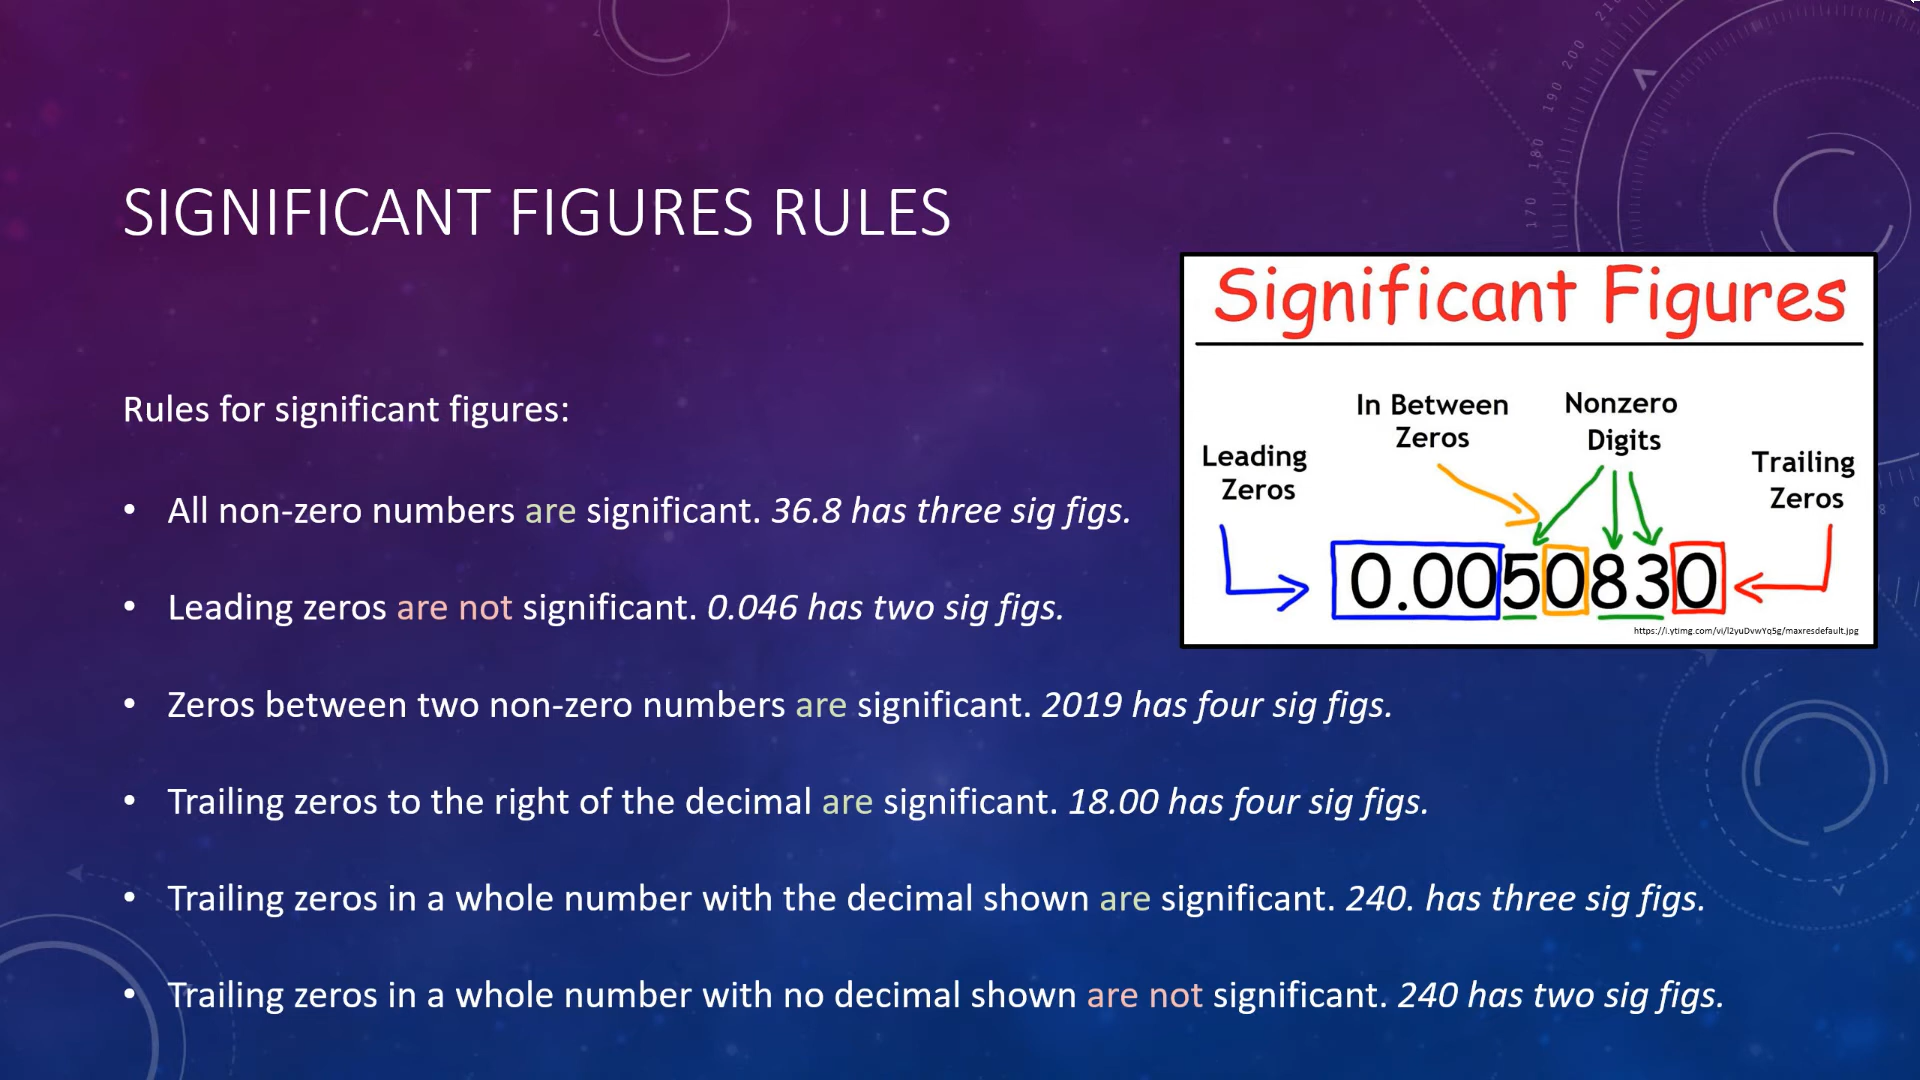 SIGNIFICANT FIGURES RULES
Rules for significant figures:
• All non-zero numbers are significant. 36.8 has three sig figs.
• Leading zeros are not significant. 0.046 has two sig figs.
• Zeros between two non-zero numbers are significant. 2019 has four sig figs.
• Trailing zeros to the right of the decimal are significant. 18.00 has four sig figs.
• Trailing zeros in a whole number with the decimal shown are significant. 240. has three sig figs.
• Trailing zeros in a whole number with no decimal shown are not significant. 240 has two sig figs.
Significant Figures
Leading
Zeros
In Between
Zeros
Nonzero
Digits
Trailing
Zeros
0.0050830
https://i.ytimg.com/vi/l2yuDvwYq5g/maxresdefault.jpg
170
180
190
200
210